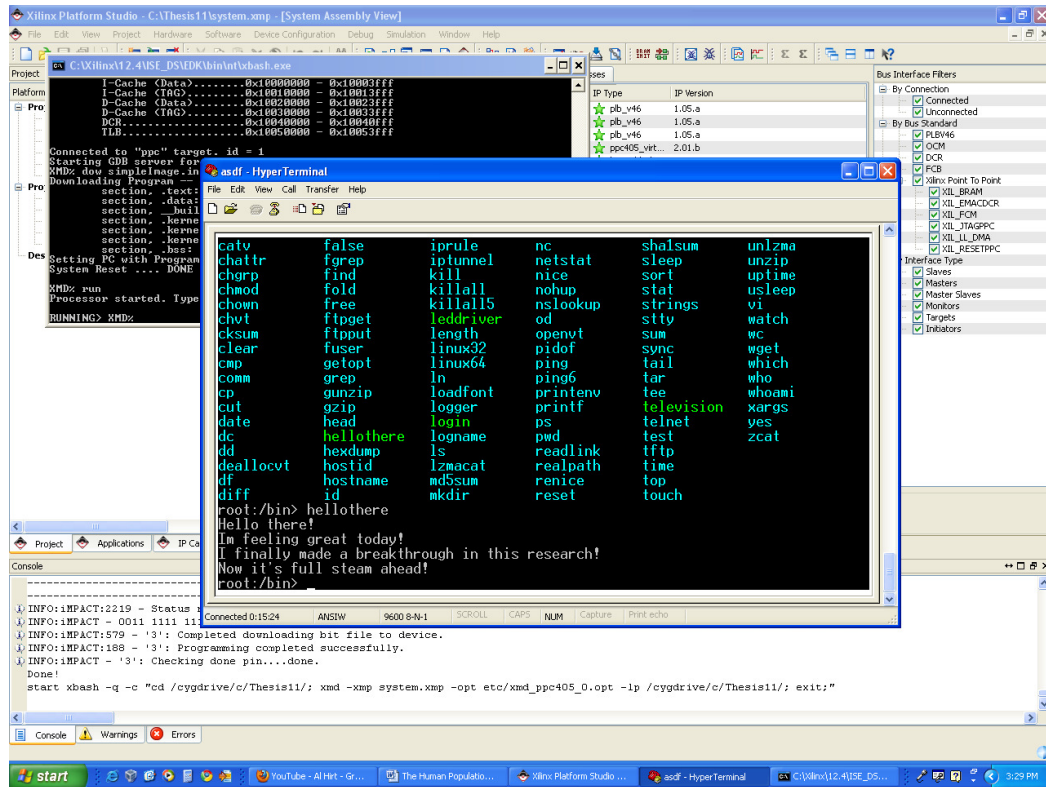 Xilinx Platform Studio - C:\Thesis11\system.xmp - [System Assembly View]
File Edit View Project Hardware Software Device Configuration Debug Simulation Window Help
C:\Xilinx\12.4\ISE_DS\EDK\bin\nt\xbash.exe
I-Cache (Data)........0x10000000 - 0x10003fff
I-Cache (TAG).........0x10010000 - 0x10013fff
D-Cache (Data)........0x10020000 - 0x10023fff
D-Cache (TAG).........0x10030000 - 0x10033fff
DCR...................0x10040000 - 0x10040fff
TLB...................0x10050000 - 0x10053fff
Connected to "ppc" target. id = 1
Starting GDB server for
XMD% dow simpleImage.in
Downloading Program --
section, .text:
section, .data:
section, __buil
section, .kerne
section, .kerne
section, .kerne
section, .bss:
Setting PC with Program
System Reset .... DONE
XMD% run
Processor started. Type
RUNNING> XMD%
Project
Platform
Pro
Pro
Des
sses
IP Type IP Version
plb_v46 1.05.a
plb_v46 1.05.a
plb_v46 1.05.a
ppc405_virt... 2.01.b
Bus Interface Filters
By Connection
Connected
Unconnected
By Bus Standard
PLBV46
OCM
DCR
FCB
Xilinx Point To Point
XIL_BRAM
XIL_EMACDCR
XIL_FCM
XIL_JTAGPPC
XIL_LL_DMA
XIL_RESETPPC
Interface Type
Slaves
Masters
Master Slaves
Monitors
Targets
Initiators
asdf - HyperTerminal
File Edit View Call Transfer Help
catv false iprule nc sha1sum unlzma
chattr fgrep iptunnel netstat sleep unzip
chgrp find kill nice sort uptime
chmod fold killall nohup stat usleep
chown free killall5 nslookup strings vi
chvt ftpget leddriver od stty watch
cksum ftpput length openvt sum wc
clear fuser linux32 pidof sync wget
cmp getopt linux64 ping tail which
comm grep ln ping6 tar who
cp gunzip loadfont printenv tee whoami
cut gzip logger printf television xargs
date head login ps telnet yes
dc hellothere logname pwd test zcat
dd hexdump ls readlink tftp
deallocvt hostid lzmacat realpath time
df hostname md5sum renice top
diff id mkdir reset touch
root:/bin> hellothere
Hello there!
Im feeling great today!
I finally made a breakthrough in this research!
Now it's full steam ahead!
root:/bin> _
Connected 0:15:24 ANSIW 9600 8-N-1 SCROLL CAPS NUM Capture Print echo
Project Applications IP Ca
Console
INFO:iMPACT:2219 - Status
INFO:iMPACT - 0011 1111 111
INFO:iMPACT:579 - '3': Completed downloading bit file to device.
INFO:iMPACT:188 - '3': Programming completed successfully.
INFO:iMPACT - '3': Checking done pin....done.
Done!
start xbash -q -c "cd /cygdrive/c/Thesis11/; xmd -xmp system.xmp -opt etc/xmd_ppc405_0.opt -lp /cygdrive/c/Thesis11/; exit;"
Console Warnings Errors
start YouTube - Al Hirt - Gr... The Human Populatio... Xilinx Platform Studio ... asdf - HyperTerminal C:\Xilinx\12.4\ISE_DS... 3:29 PM